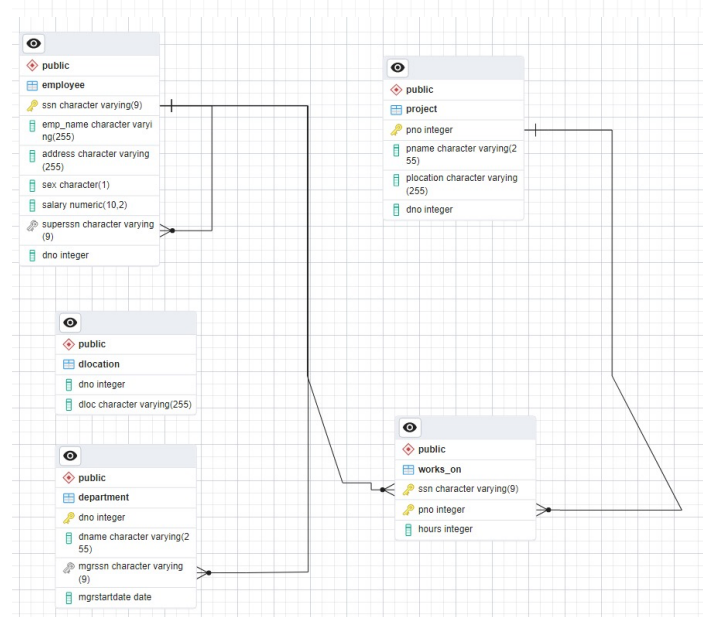 public
employee
ssn character varying(9)
emp_name character varyi
ng(255)
address character varying
(255)
sex character(1)
salary numeric(10,2)
superssn character varying
(9)
dno integer
public
project
pno integer
pname character varying(2
55)
plocation character varying
(255)
dno integer
public
dlocation
dno integer
dloc character varying(255)
public
department
dno integer
dname character varying(2
55)
mgrssn character varying
(9)
mgrstartdate date
public
works_on
ssn character varying(9)
pno integer
hours integer